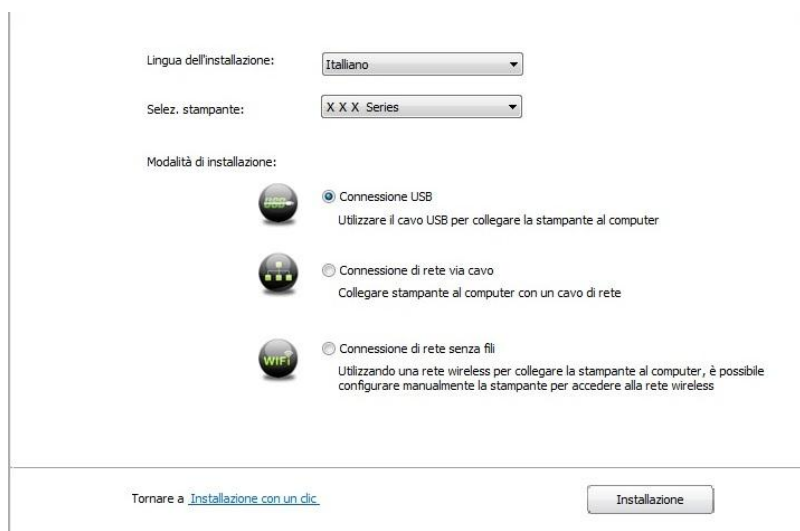 Lingua dell'installazione: Italliano
Selez. stampante: X X X Series
Modalità di installazione:
USB Connessione USB
Utilizzare il cavo USB per collegare la stampante al computer
Connessione di rete via cavo
Collegare stampante al computer con un cavo di rete
WIFI Connessione di rete senza fili
Utilizzando una rete wireless per collegare la stampante al computer, è possibile
configurare manualmente la stampante per accedere alla rete wireless
Tornare a Installazione con un clic Installazione